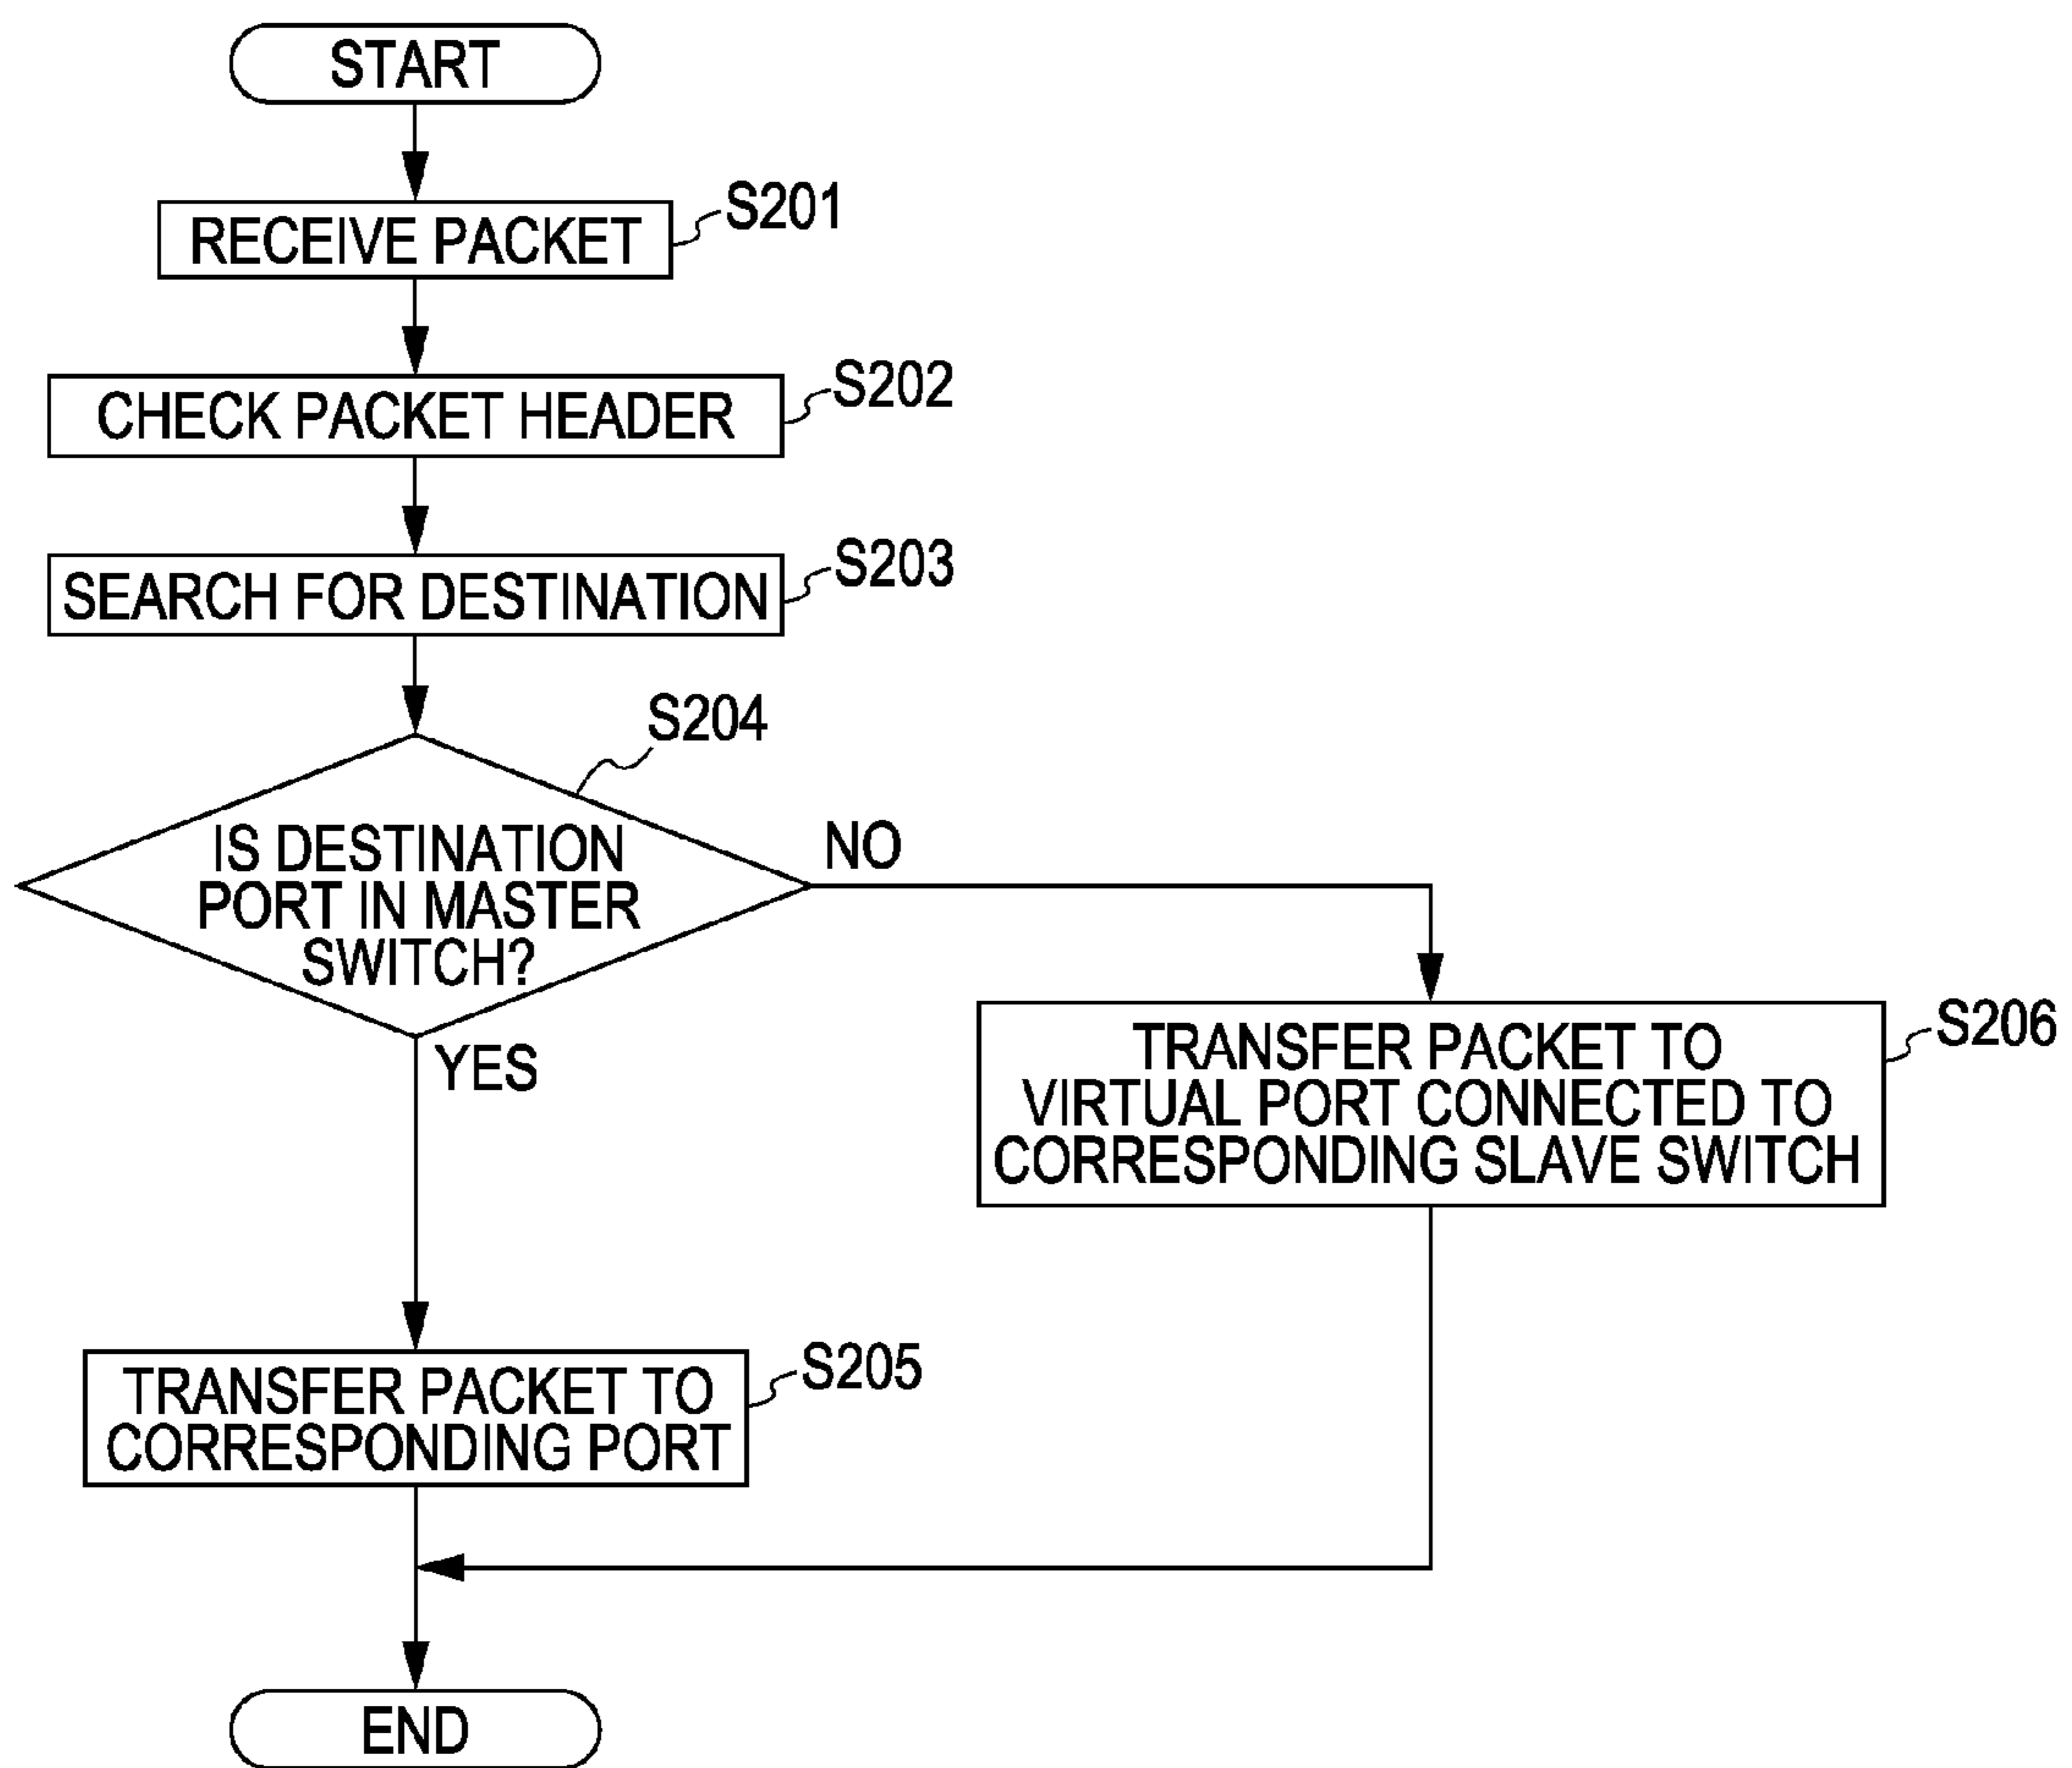 START
RECEIVE PACKET
S201
CHECK PACKET HEADER
S202
SEARCH FOR DESTINATION
S203
S204
IS DESTINATION
PORT IN MASTER
SWITCH?
NO
YES
TRANSFER PACKET TO
VIRTUAL PORT CONNECTED TO
CORRESPONDING SLAVE SWITCH
S206
TRANSFER PACKET TO
CORRESPONDING PORT
S205
END